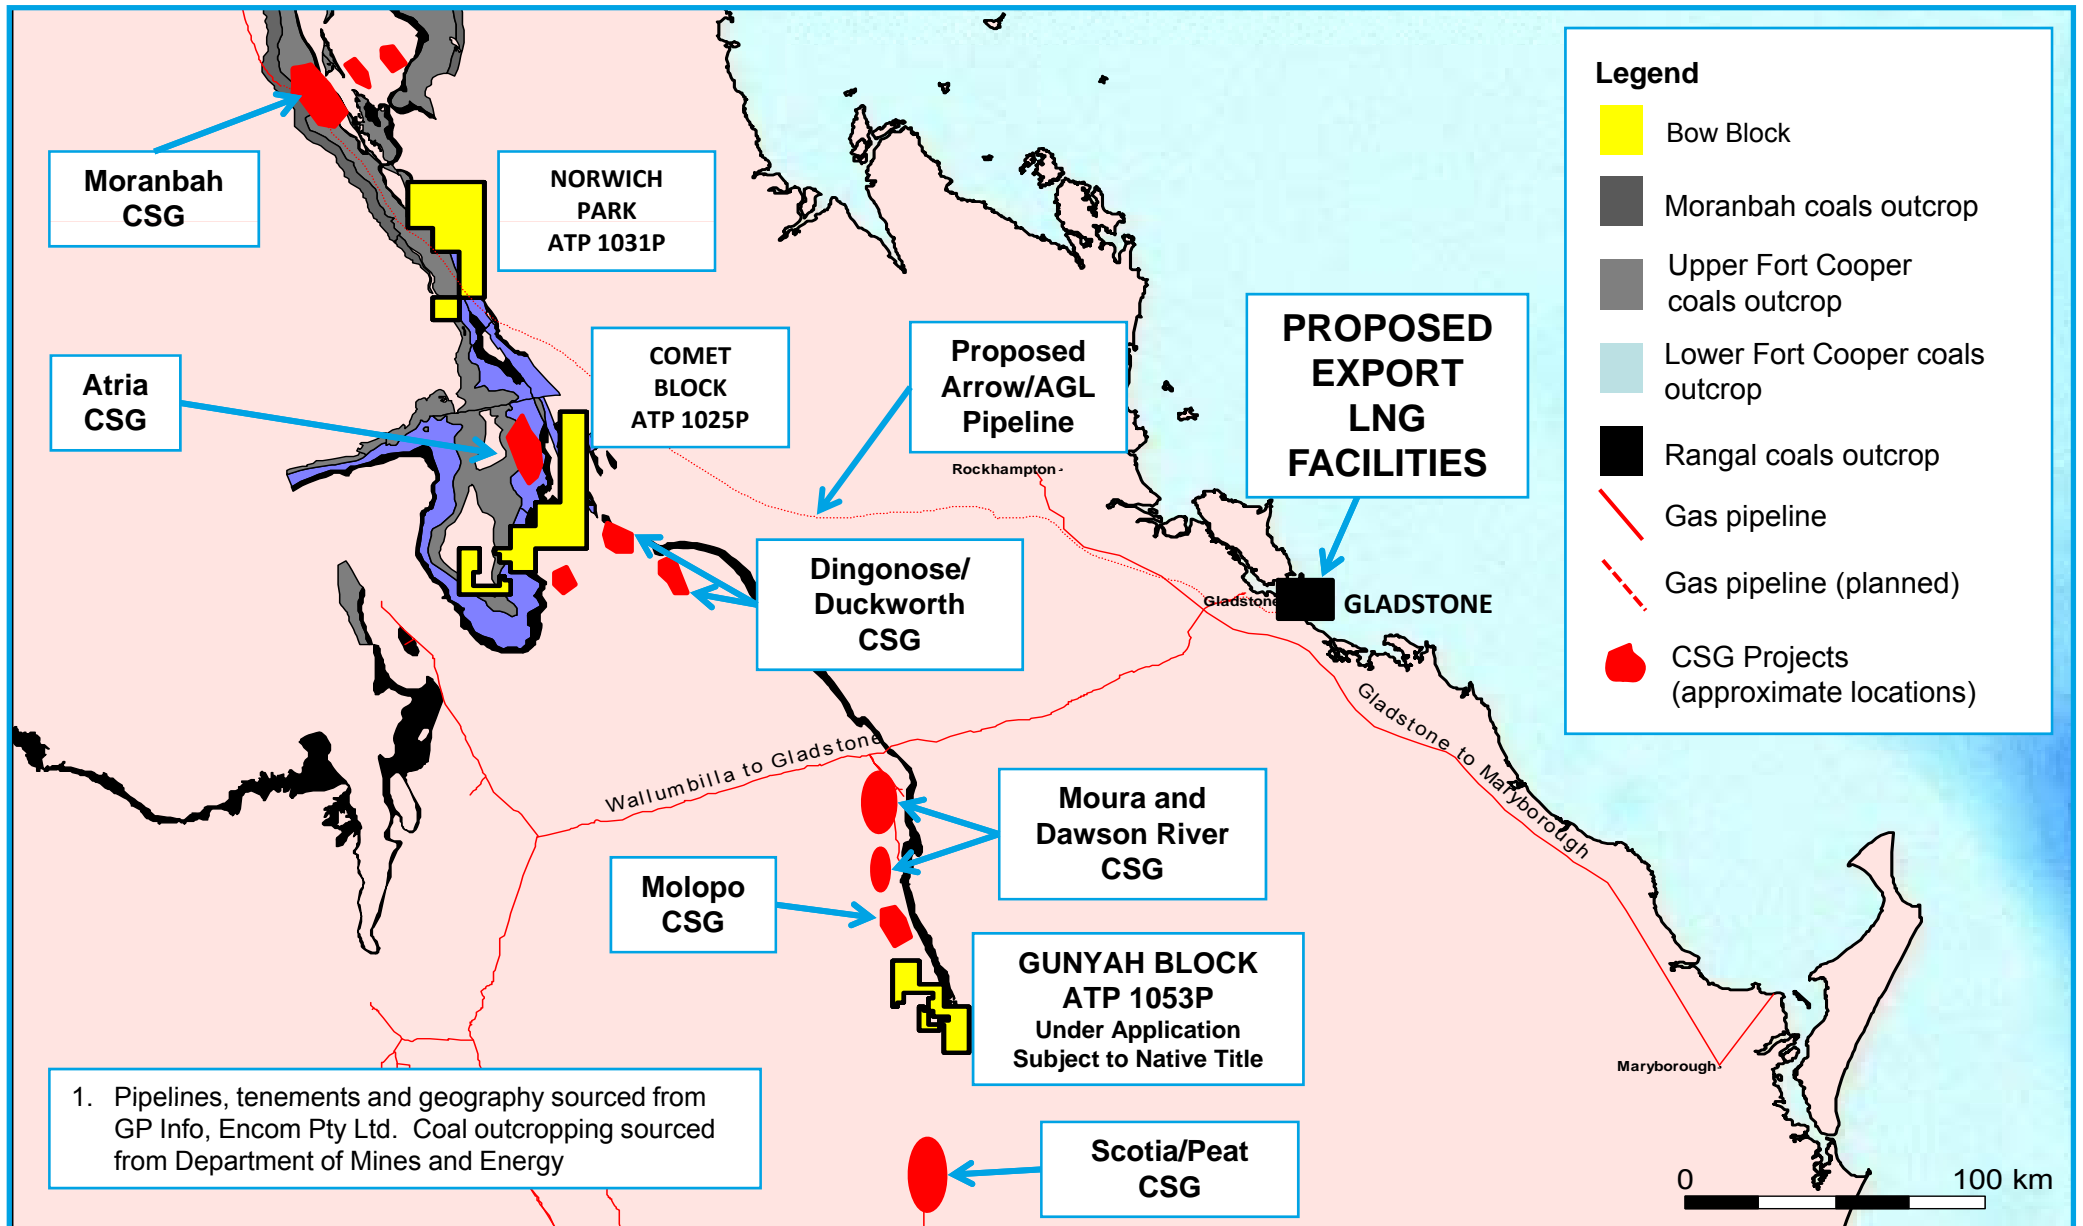 Moranbah
CSG
NORWICH
PARK
ATP 1031P
Atria
CSG
COMET
BLOCK
ATP 1025P
Proposed
Arrow/AGL
Pipeline
PROPOSED
EXPORT
LNG
FACILITIES
Rockhampton
Dingonose/
Duckworth
CSG
Gladstone
GLADSTONE
Wallumbilla to Gladstone
Gladstone to Maryborough
Moura and
Dawson River
CSG
Molopo
CSG
GUNYAH BLOCK
ATP 1053P
Under Application
Subject to Native Title
Maryborough
Scotia/Peat
CSG
1. Pipelines, tenements and geography sourced from
GP Info, Encom Pty Ltd. Coal outcropping sourced
from Department of Mines and Energy
Legend
Bow Block
Moranbah coals outcrop
Upper Fort Cooper
coals outcrop
Lower Fort Cooper coals
outcrop
Rangal coals outcrop
Gas pipeline
Gas pipeline (planned)
CSG Projects
(approximate locations)
0 100 km